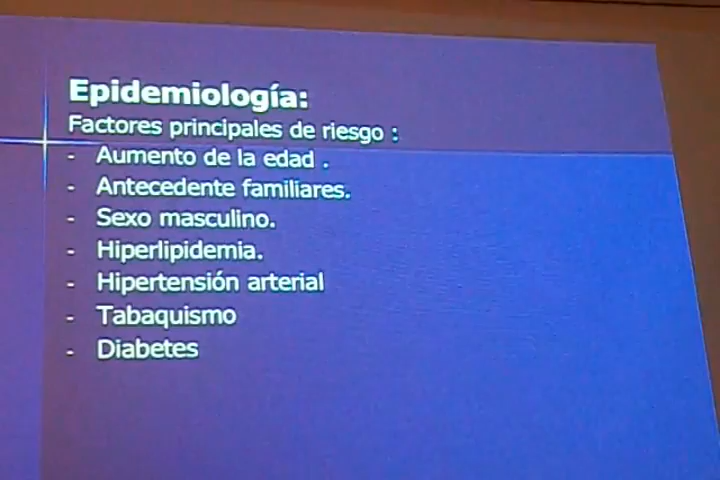 Epidemiología:
Factores principales de riesgo :
- Aumento de la edad .
- Antecedente familiares.
- Sexo masculino.
- Hiperlipidemia.
- Hipertensión arterial
- Tabaquismo
- Diabetes